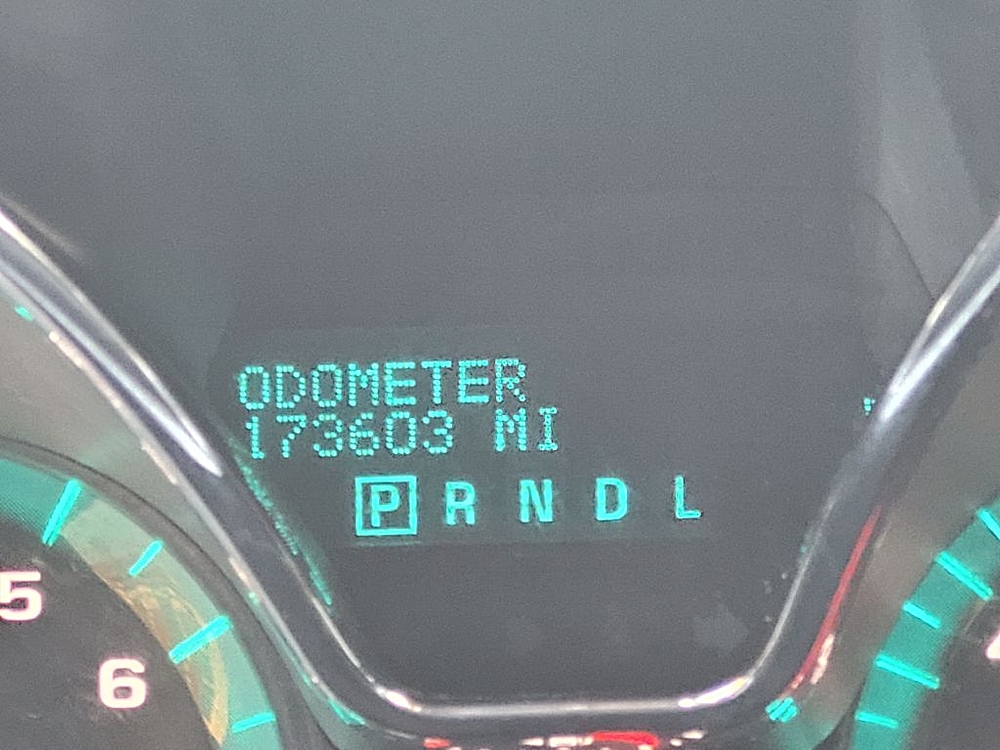 ODOMETER
173603 MI
P R N D L
5
6